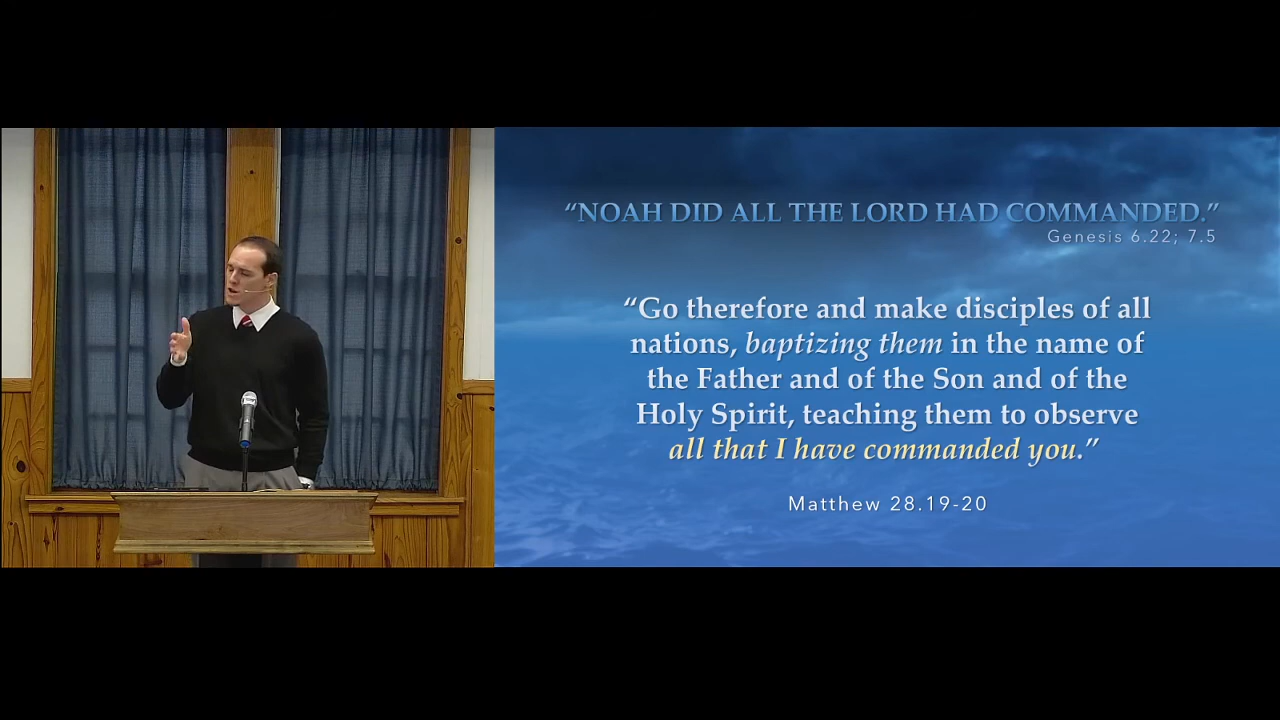 “NOAH DID ALL THE LORD HAD COMMANDED.”
Genesis 6.22; 7.5
“Go therefore and make disciples of all
nations, baptizing them in the name of
the Father and of the Son and of the
Holy Spirit, teaching them to observe
all that I have commanded you.”
Matthew 28.19-20